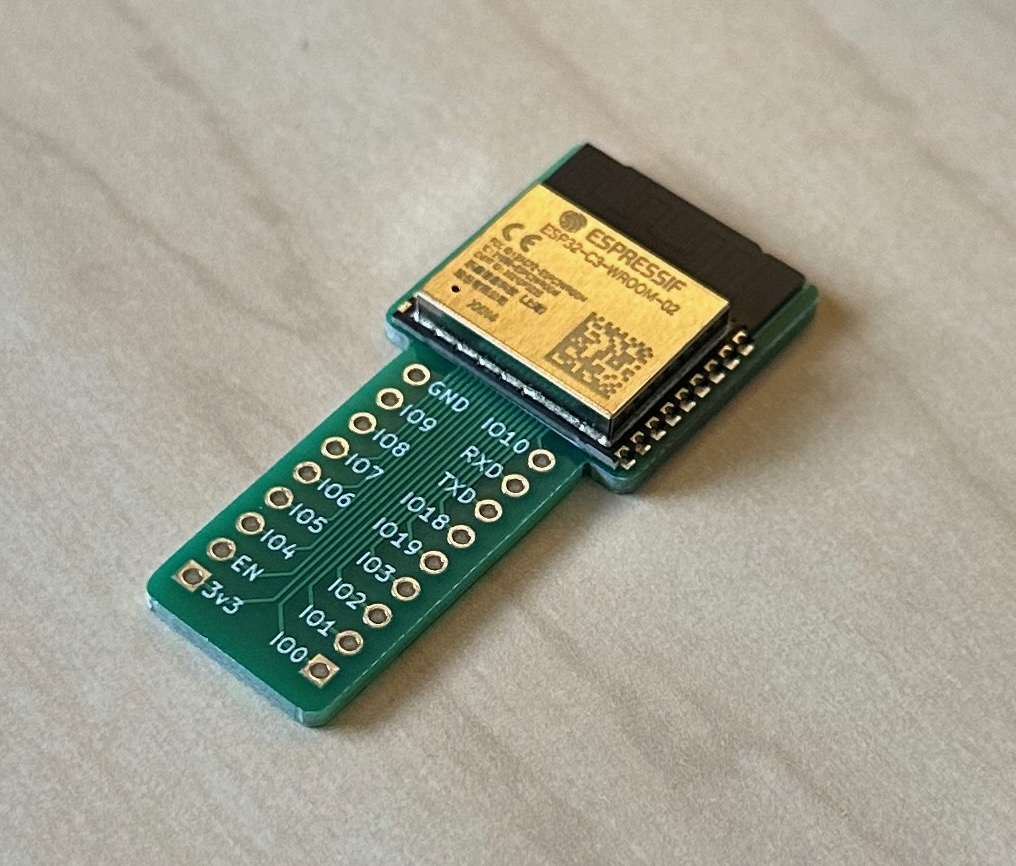 ESPRESSIF
ESP32-C3-WROOM-02
CE
GND
IO9
IO8
IO7
IO6
IO5
IO4
EN
3v3
IO10
RXD
TXD
IO18
IO19
IO3
IO2
IO1
IO0